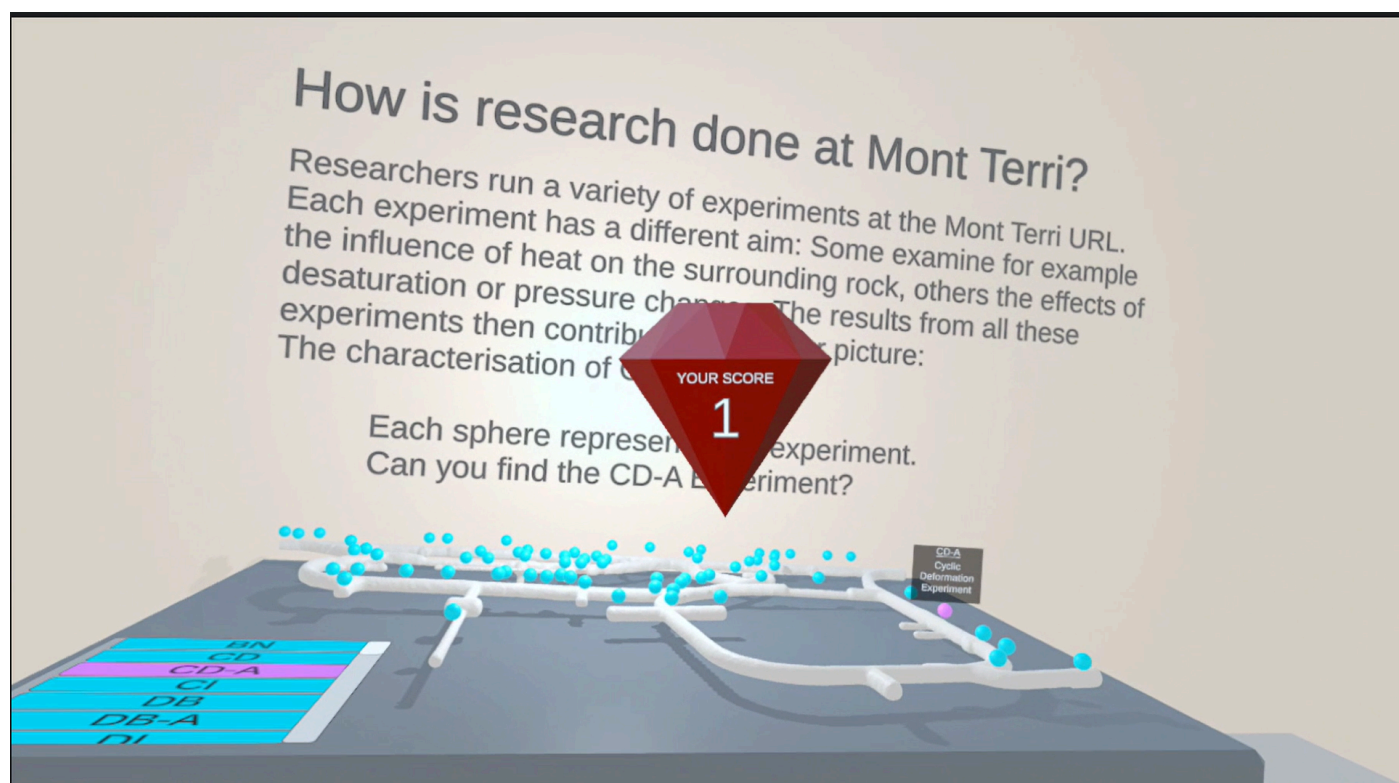 How is research done at Mont Terri?
Researchers run a variety of experiments at the Mont Terri URL.
Each experiment has a different aim: Some examine for example
the influence of heat on the surrounding rock, others the effects of
desaturation or pressure The results from all these
experiments then picture:
The characterisation of
YOUR SCORE
1
Each sphere experiment.
Can you find the CD-A
CD-A
Cyclic
Deformation
Experiment
BN
CD
CD-A
CI
DB
DB-A